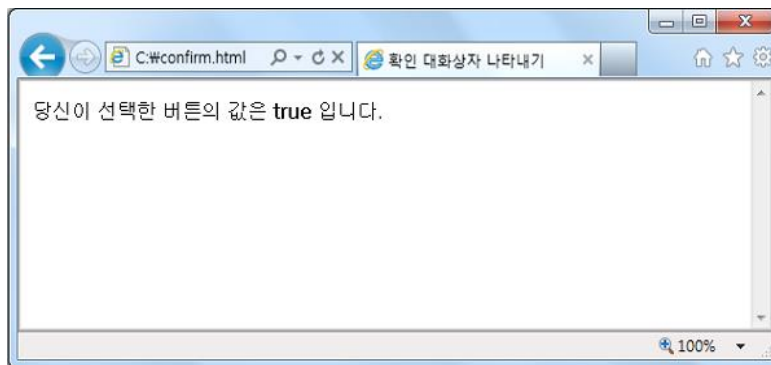 C:₩confirm.html
확인 대화상자 나타내기
당신이 선택한 버튼의 값은 true 입니다.
100%